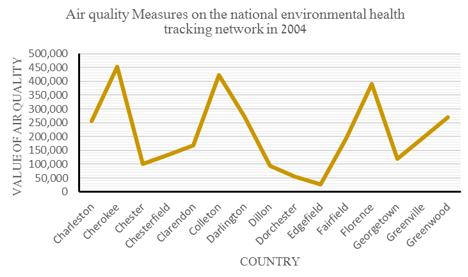 Air quality Measures on the national environmental health
tracking network in 2004
VALUE OF AIR QUALITY
500,000
450,000
400,000
350,000
300,000
250,000
200,000
150,000
100,000
50,000
0
Charleston
Cherokee
Chester
Chesterfield
Clarendon
Colleton
Darlington
Dillon
Dorchester
Edgefield
Fairfield
Florence
Georgetown
Greenville
Greenwood
COUNTRY